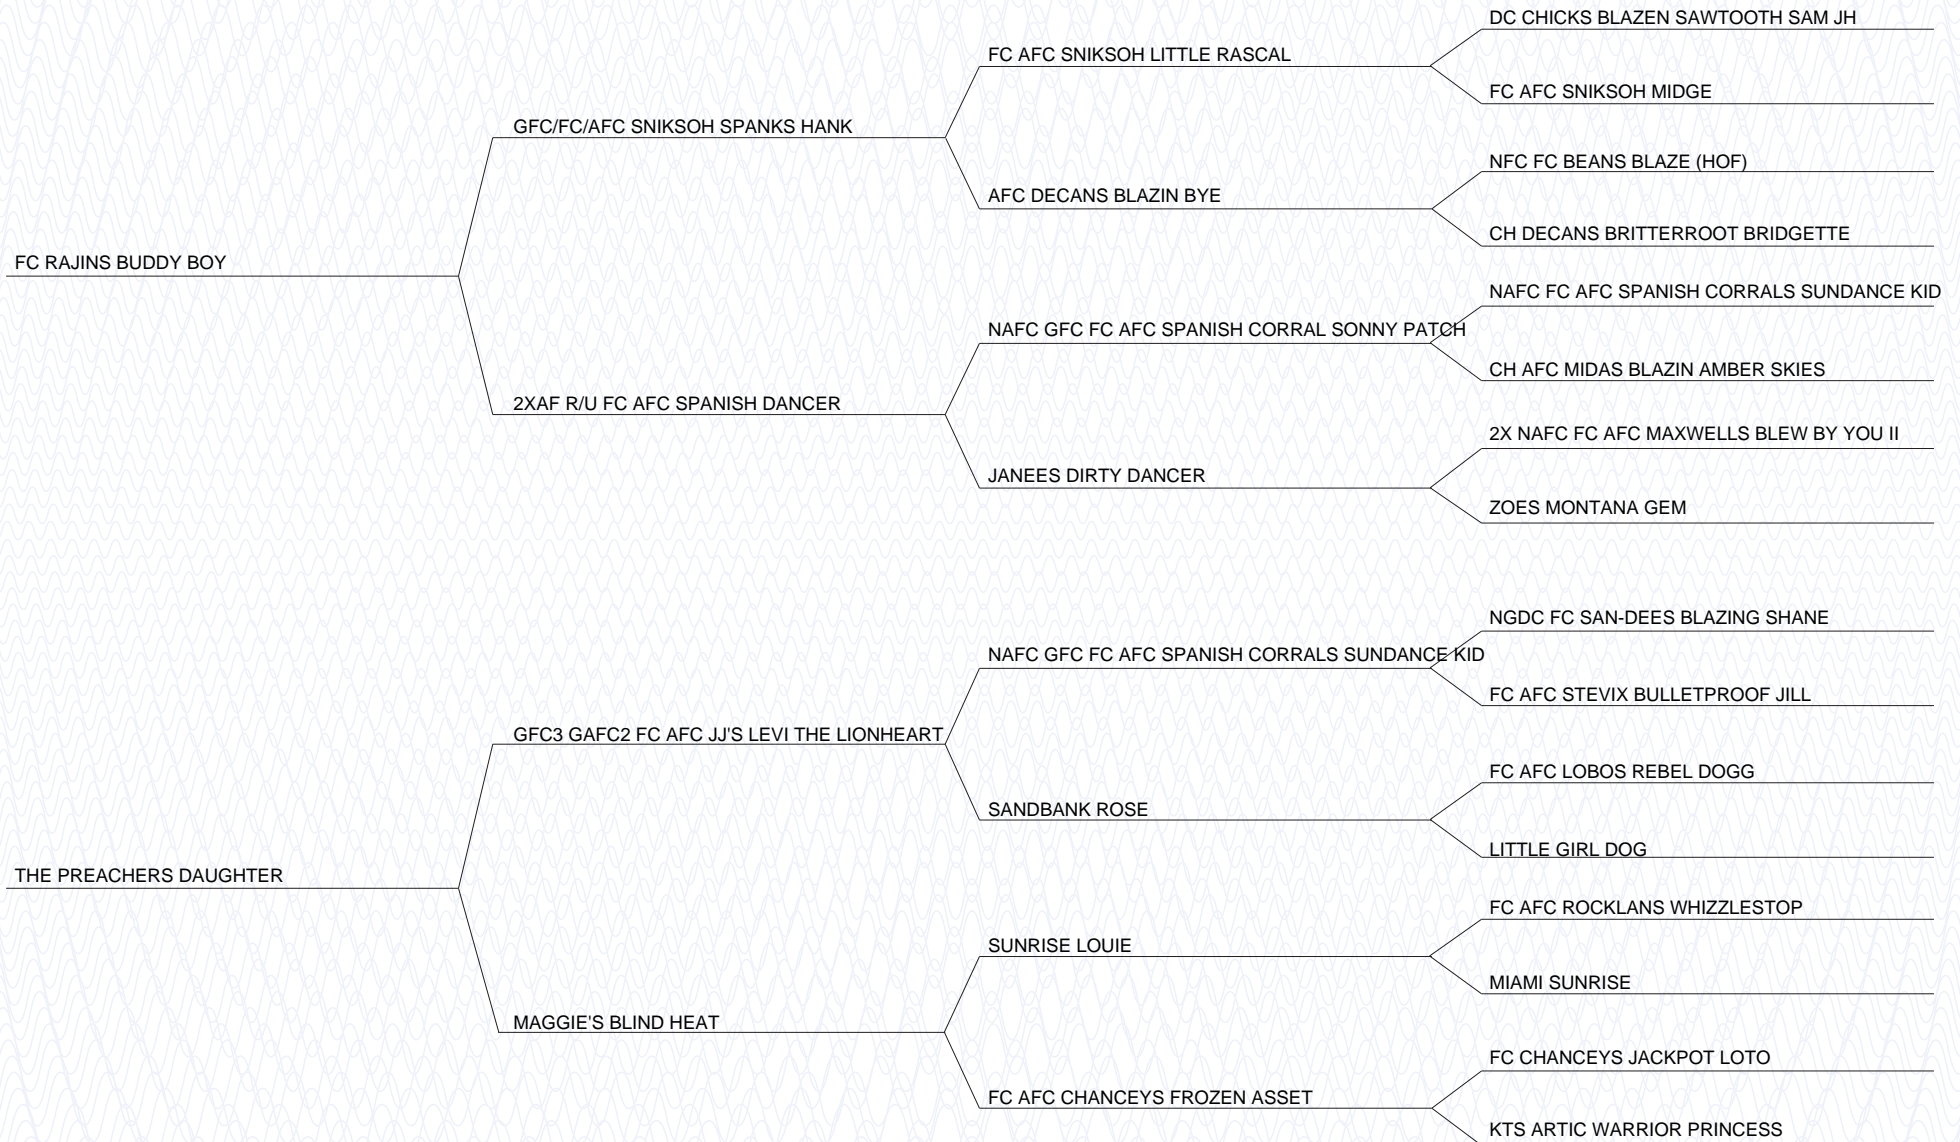 DC CHICKS BLAZEN SAWTOOTH SAM JH
FC AFC SNIKSOH LITTLE RASCAL
FC AFC SNIKSOH MIDGE
GFC/FC/AFC SNIKSOH SPANKS HANK
NFC FC BEANS BLAZE (HOF)
AFC DECANS BLAZIN BYE
CH DECANS BRITTERROOT BRIDGETTE
FC RAJINS BUDDY BOY
NAFC FC AFC SPANISH CORRALS SUNDANCE KID
NAFC GFC FC AFC SPANISH CORRAL SONNY PATCH
CH AFC MIDAS BLAZIN AMBER SKIES
2XAF R/U FC AFC SPANISH DANCER
2X NAFC FC AFC MAXWELLS BLEW BY YOU II
JANEES DIRTY DANCER
ZOES MONTANA GEM
NGDC FC SAN-DEES BLAZING SHANE
NAFC GFC FC AFC SPANISH CORRALS SUNDANCE KID
FC AFC STEVIX BULLETPROOF JILL
GFC3 GAFC2 FC AFC JJ'S LEVI THE LIONHEART
FC AFC LOBOS REBEL DOGG
SANDBANK ROSE
LITTLE GIRL DOG
THE PREACHERS DAUGHTER
FC AFC ROCKLANS WHIZZLESTOP
SUNRISE LOUIE
MIAMI SUNRISE
MAGGIE'S BLIND HEAT
FC CHANCEYS JACKPOT LOTO
FC AFC CHANCEYS FROZEN ASSET
KTS ARTIC WARRIOR PRINCESS